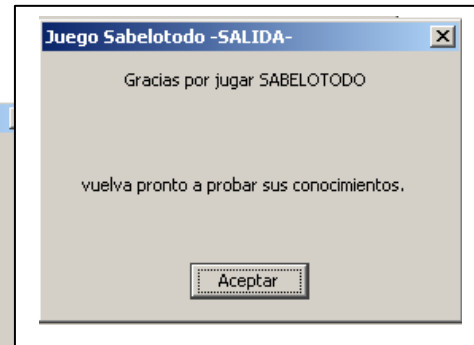 Juego Sabelotodo -SALIDA-
Gracias por jugar SABELOTODO
vuelva pronto a probar sus conocimientos.
Aceptar